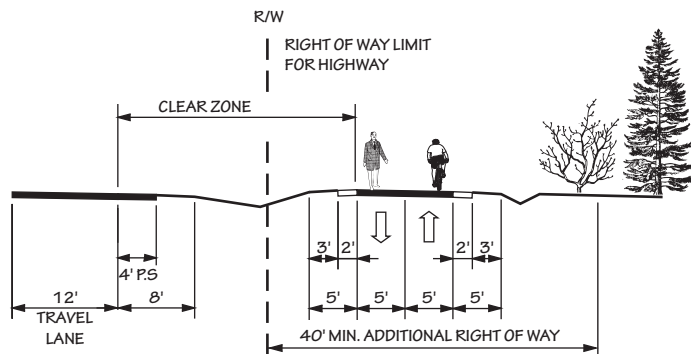 R/W
RIGHT OF WAY LIMIT
FOR HIGHWAY
CLEAR ZONE
3' 2' 2' 3'
4' P.S
12' 8' 5' 5' 5' 5'
TRAVEL
LANE
40' MIN. ADDITIONAL RIGHT OF WAY